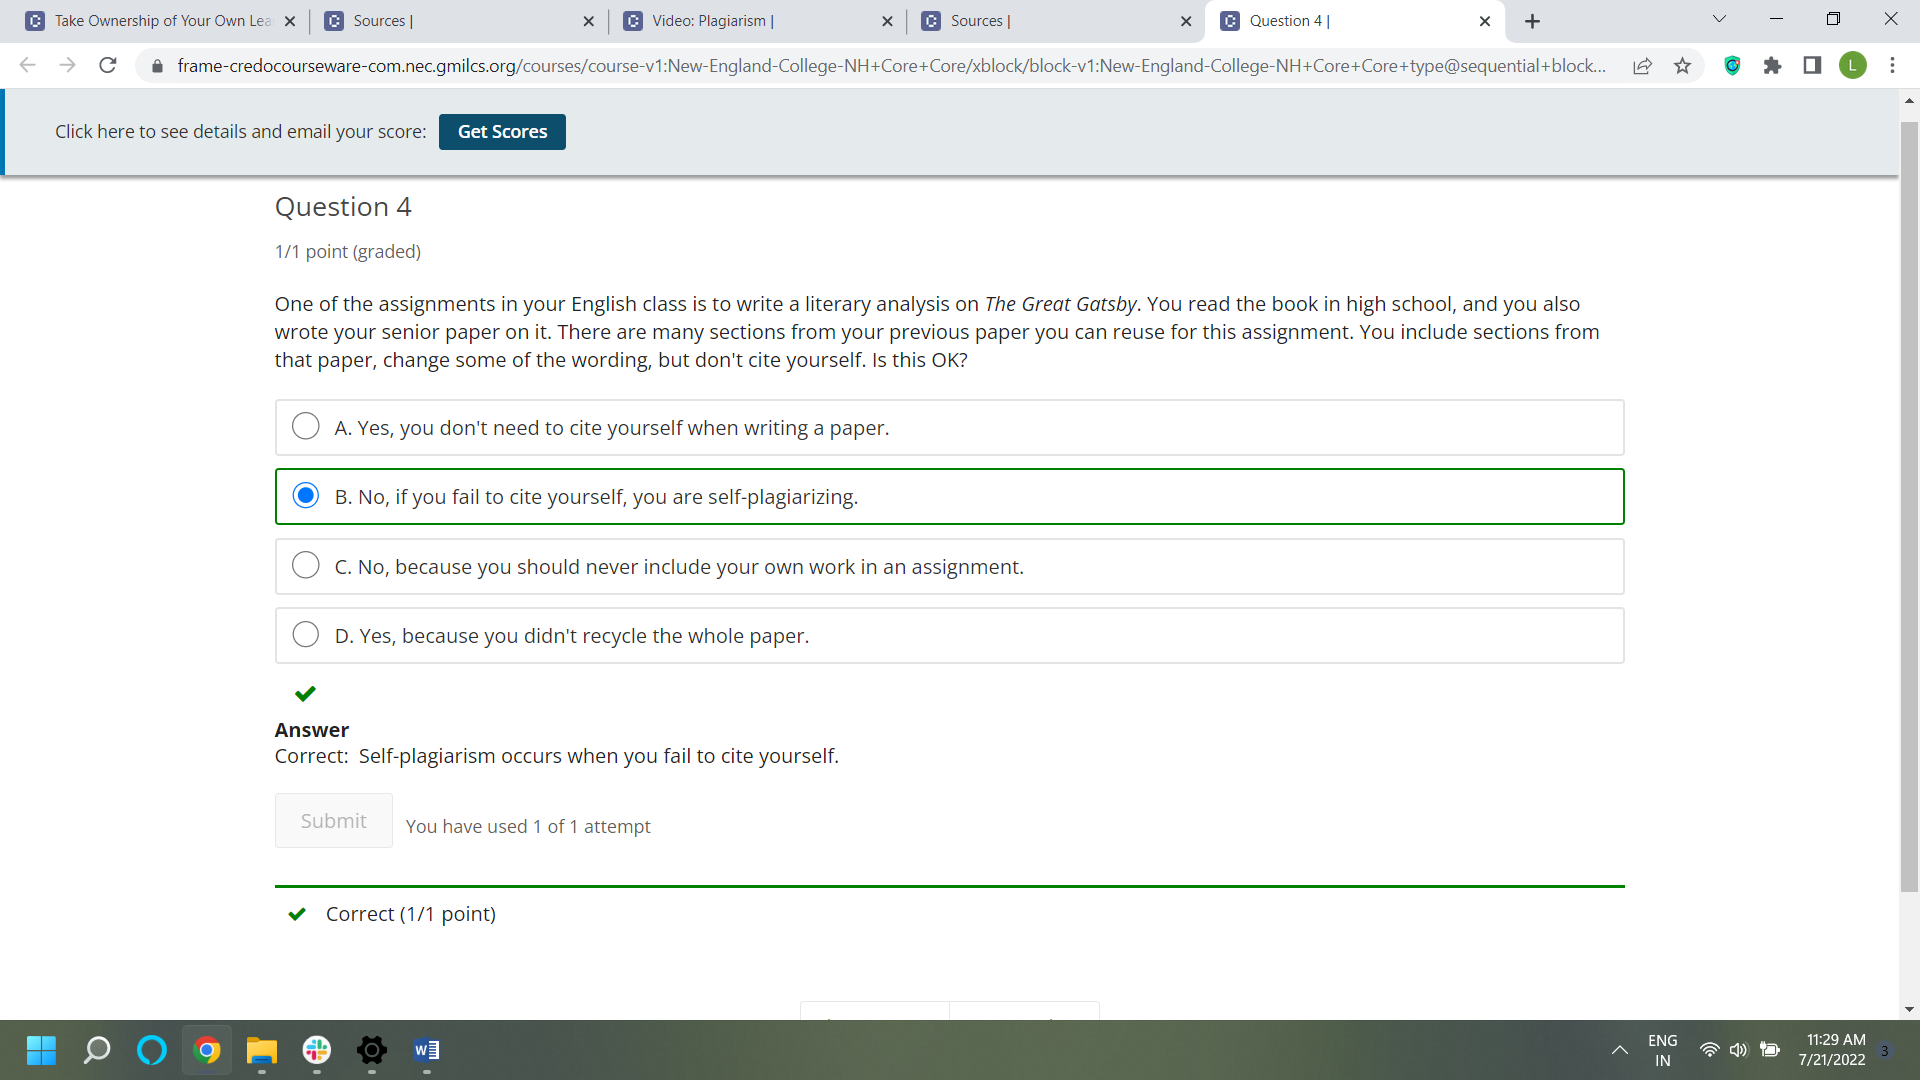 Take Ownership of Your Own Lea
Sources |
Video: Plagiarism |
Sources |
Question 4 |
frame-credocourseware-com.nec.gmilcs.org/courses/course-v1:New-England-College-NH+Core+Core/xblock/block-v1:New-England-College-NH+Core+Core+type@sequential+block...
L
Click here to see details and email your score:
Get Scores
Question 4
1/1 point (graded)
One of the assignments in your English class is to write a literary analysis on The Great Gatsby. You read the book in high school, and you also
wrote your senior paper on it. There are many sections from your previous paper you can reuse for this assignment. You include sections from
that paper, change some of the wording, but don't cite yourself. Is this OK?
A. Yes, you don't need to cite yourself when writing a paper.
B. No, if you fail to cite yourself, you are self-plagiarizing.
C. No, because you should never include your own work in an assignment.
D. Yes, because you didn't recycle the whole paper.
Answer
Correct: Self-plagiarism occurs when you fail to cite yourself.
Submit
You have used 1 of 1 attempt
Correct (1/1 point)
ENG
IN
11:29 AM
7/21/2022
3